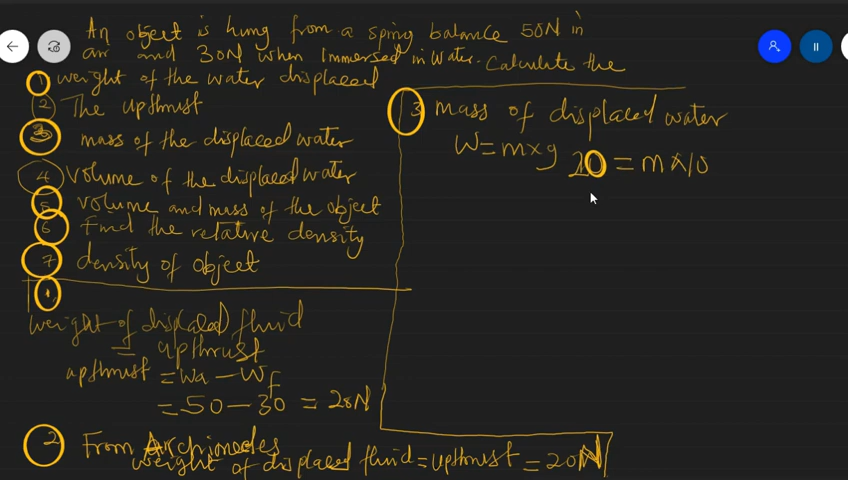 An object is hung from a spring balance 50N in
air and 30N when immersed in water. Calculate the
1 weight of the water displaced
2 The upthrust
3 mass of the displaced water
4 volume of the displaced water
5 volume and mass of the object
6 Find the relative density
7 density of object
1
weight of displaced fluid
= upthrust
upthrust = Wa - Wf
= 50 - 30 = 20N
2 From Archimedes
weight of displaced fluid = upthrust = 20N
3 mass of displaced water
W = m x g 20 = m x 10